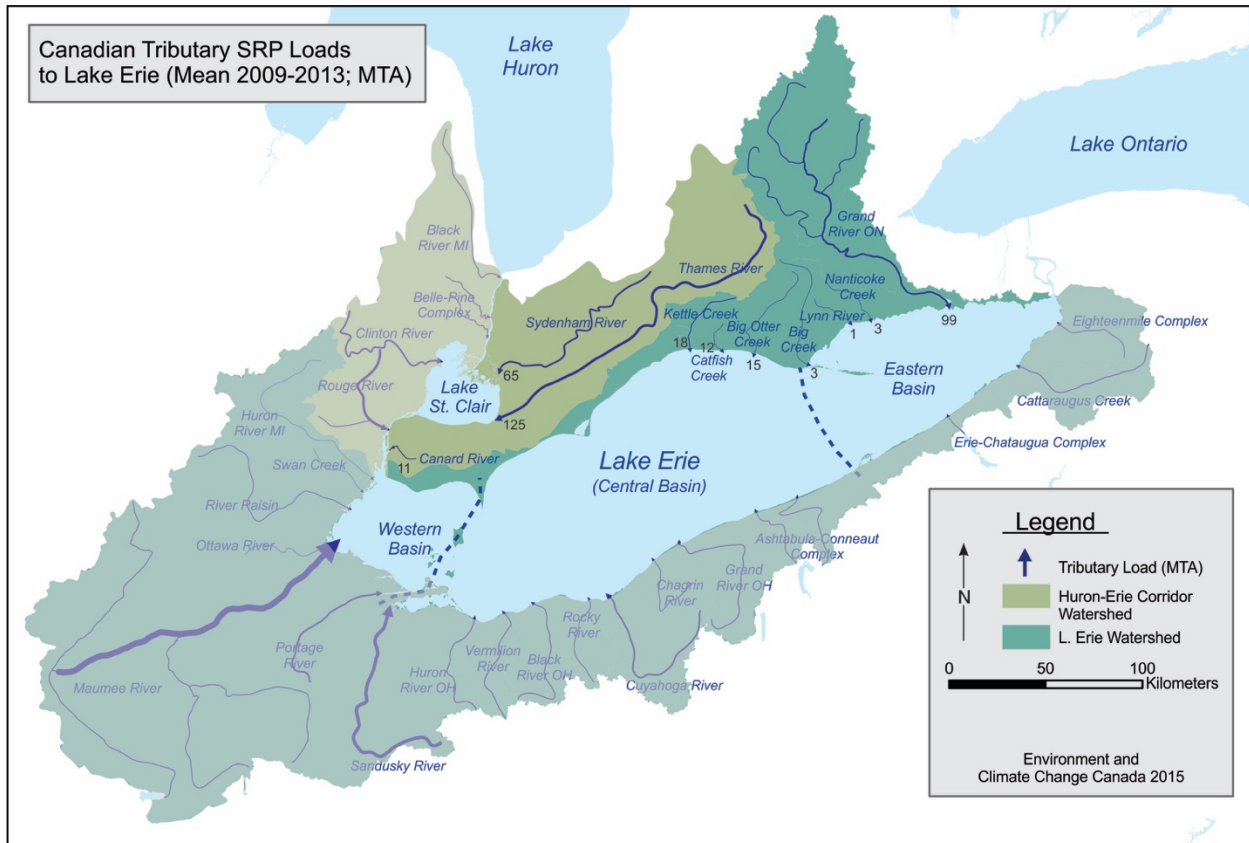 Canadian Tributary SRP Loads
to Lake Erie (Mean 2009-2013; MTA)
Lake
Huron
Lake Ontario
Black
River MI
Grand
River ON
Thames River
Belle-Pine
Complex
Nanticoke
Creek
Sydenham River
Kettle Creek
Lynn River
Clinton River
Big Otter
Creek
Big
Creek
18
12
15
3
1
3
99
Catfish
Creek
Eighteenmile Complex
Rouge River
Lake
St. Clair
65
125
Eastern
Basin
Cattaraugus Creek
Huron
River MI
Erie-Chataugua Complex
Canard River
11
Swan Creek
Lake Erie
(Central Basin)
River Raisin
Western
Basin
Ottawa River
Ashtabula-Conneaut
Complex
Grand
River OH
Chagrin
River
Rocky
River
Portage
River
Vermilion
River
Black
River OH
Huron
River OH
Maumee River
Cuyahoga River
Sandusky River
Legend
N
Tributary Load (MTA)
Huron-Erie Corridor
Watershed
L. Erie Watershed
0 50 100
Kilometers
Environment and
Climate Change Canada 2015